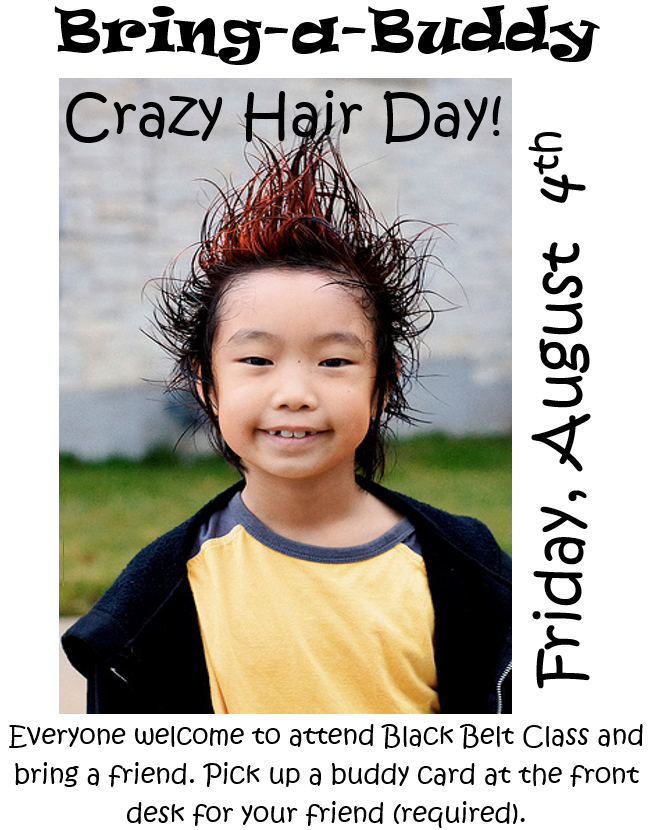 Bring-a-Buddy
Crazy Hair Day!
Friday, August 4th
Everyone welcome to attend Black Belt Class and
bring a friend. Pick up a buddy card at the front
desk for your friend (required).